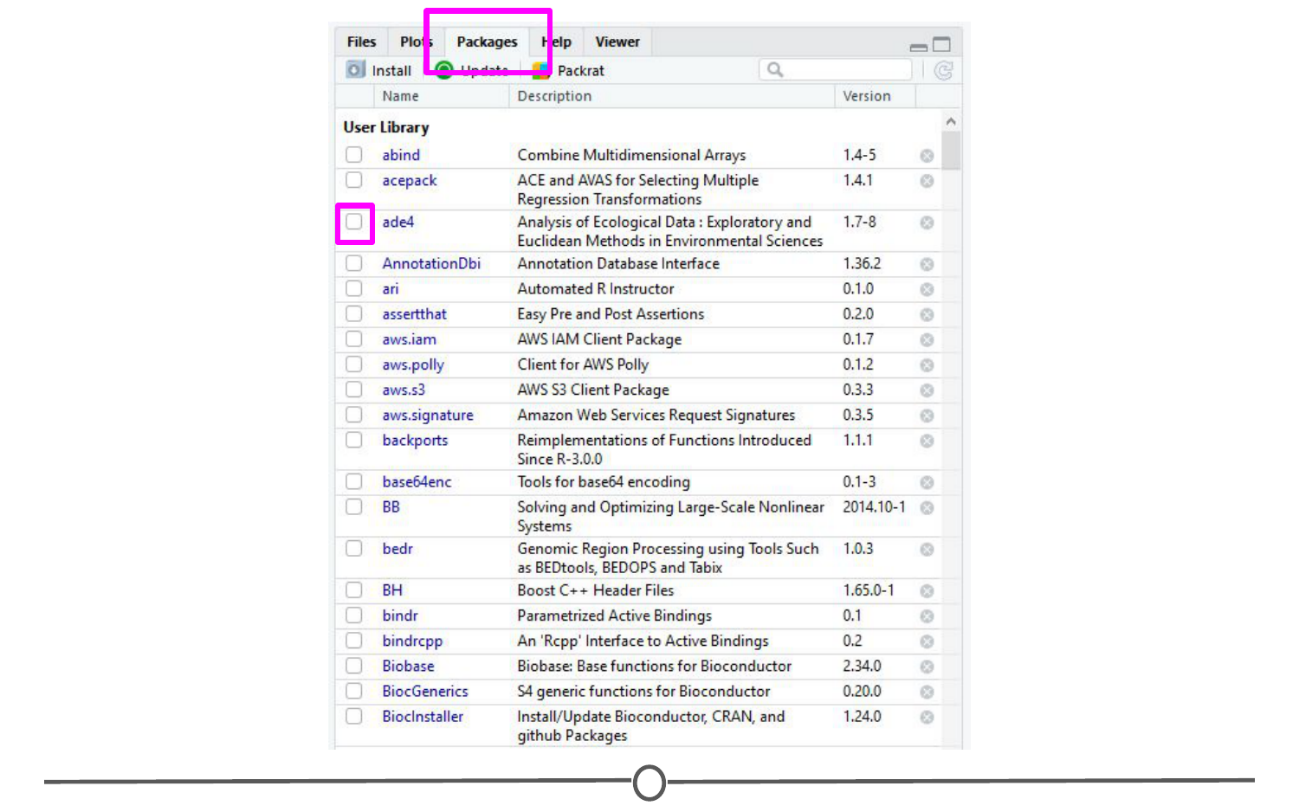 Files Plots Packages Help Viewer
Install Update Packrat
Name Description Version
User Library
abind Combine Multidimensional Arrays 1.4-5
acepack ACE and AVAS for Selecting Multiple 1.4.1
Regression Transformations
ade4 Analysis of Ecological Data : Exploratory and 1.7-8
Euclidean Methods in Environmental Sciences
AnnotationDbi Annotation Database Interface 1.36.2
ari Automated R Instructor 0.1.0
assertthat Easy Pre and Post Assertions 0.2.0
aws.iam AWS IAM Client Package 0.1.7
aws.polly Client for AWS Polly 0.1.2
aws.s3 AWS S3 Client Package 0.3.3
aws.signature Amazon Web Services Request Signatures 0.3.5
backports Reimplementations of Functions Introduced 1.1.1
Since R-3.0.0
base64enc Tools for base64 encoding 0.1-3
BB Solving and Optimizing Large-Scale Nonlinear 2014.10-1
Systems
bedr Genomic Region Processing using Tools Such 1.0.3
as BEDtools, BEDOPS and Tabix
BH Boost C++ Header Files 1.65.0-1
bindr Parametrized Active Bindings 0.1
bindrcpp An 'Rcpp' Interface to Active Bindings 0.2
Biobase Biobase: Base functions for Bioconductor 2.34.0
BiocGenerics S4 generic functions for Bioconductor 0.20.0
BiocInstaller Install/Update Bioconductor, CRAN, and 1.24.0
github Packages